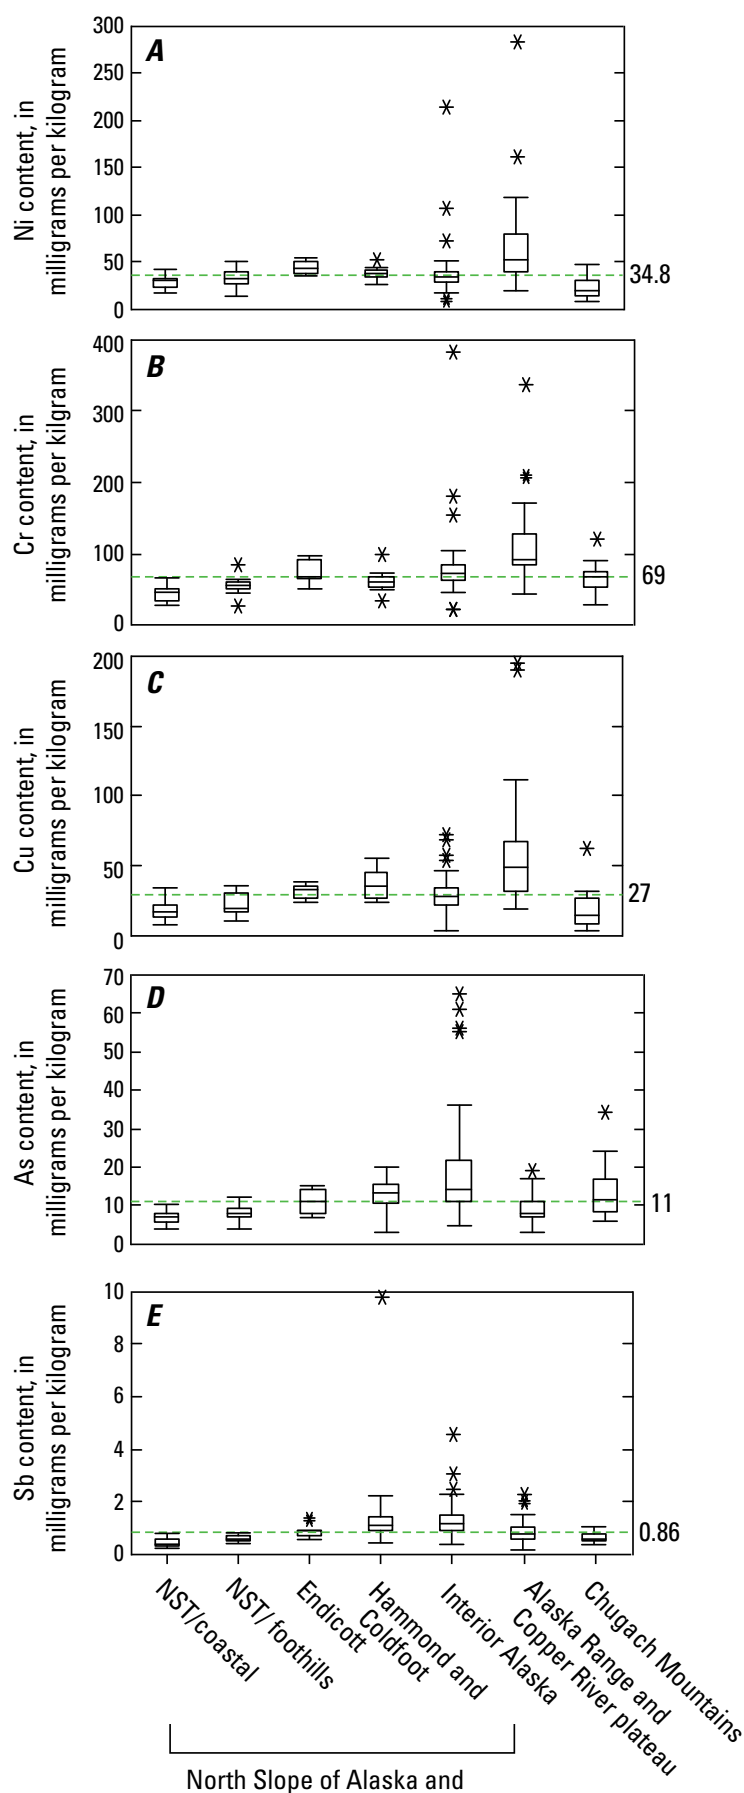 A
Ni content, in
milligrams per kilogram
300
250
200
150
100
50
0
34.8
B
Cr content, in
milligrams per kilgram
400
300
200
100
0
69
C
Cu content, in
milligrams per kilogram
200
150
100
50
0
27
D
As content, in
milligrams per kilogram
70
60
50
40
30
20
10
0
11
E
Sb content, in
milligrams per kilogram
10
8
6
4
2
0
0.86
NST/coastal
NST/foothills
Endicott
Hammond and
Coldfoot
Interior Alaska
Alaska Range and
Copper River plateau
Chugach Mountains
North Slope of Alaska and